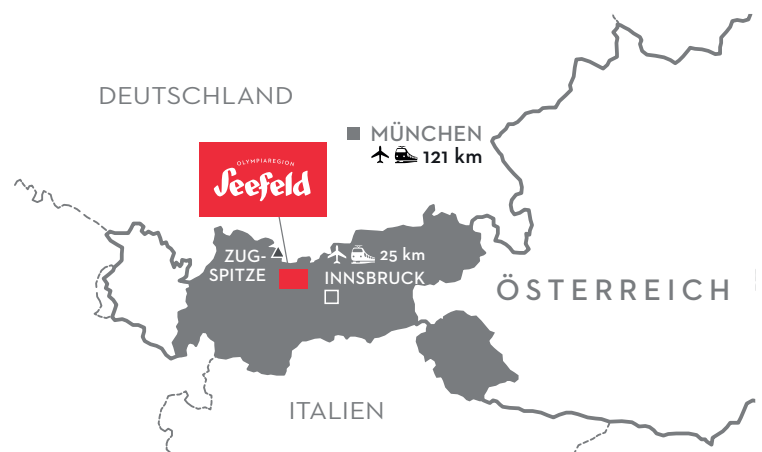 DEUTSCHLAND
MÜNCHEN
121 km
OLYMPIAREGION
Seefeld
ZUG-
SPITZE
25 km
INNSBRUCK
ÖSTERREICH
ITALIEN